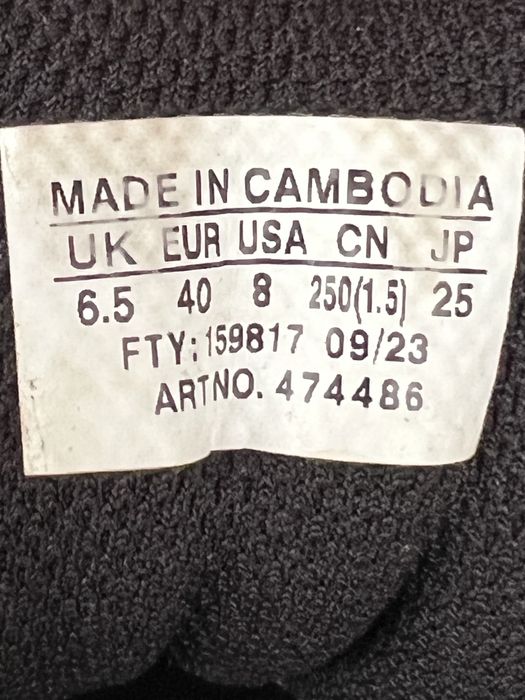 MADE IN CAMBODIA
UK EUR USA CN JP
6.5 40 8 250(1.5) 25
FTY: 159817 09/23
ARTNO. 474486